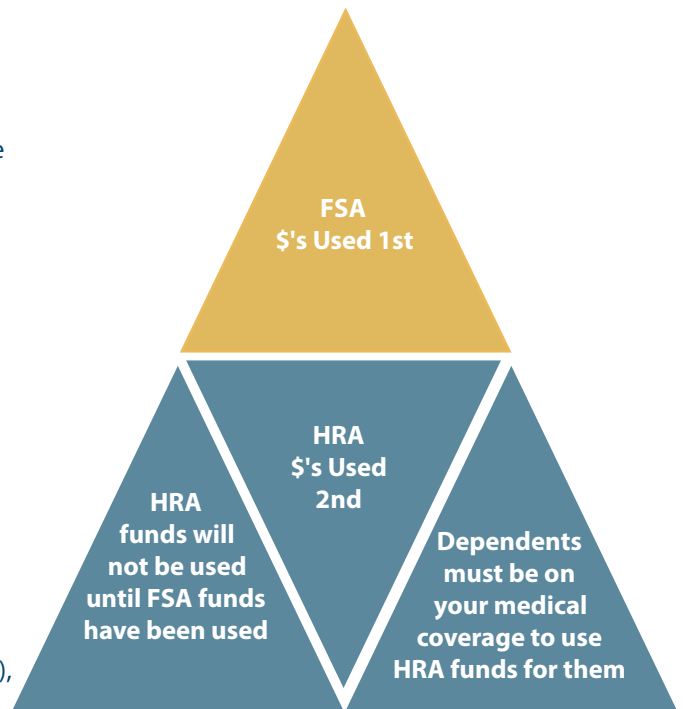 e
FSA
$'s Used 1st
HRA
$'s Used
2nd
HRA
funds will
not be used
until FSA funds
have been used
Dependents
must be on
your medical
coverage to use
HRA funds for them
),